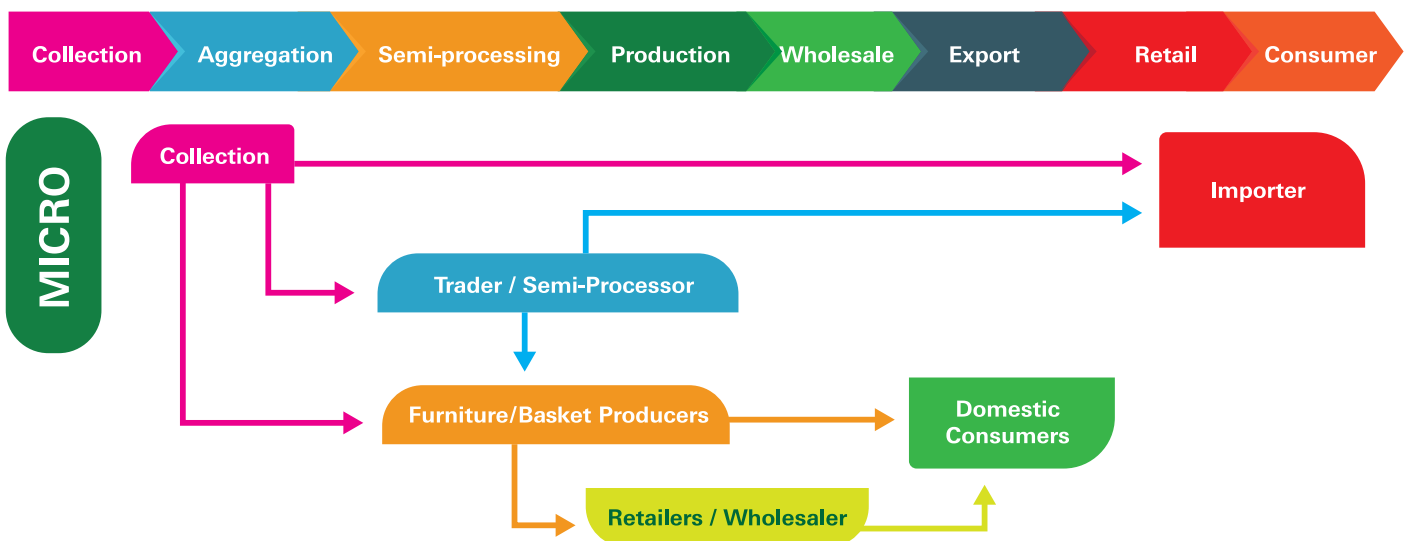 Collection Aggregation Semi-processing Production Wholesale Export Retail Consumer
MICRO
Collection
Importer
Trader / Semi-Processor
Furniture/Basket Producers
Domestic
Consumers
Retailers / Wholesaler